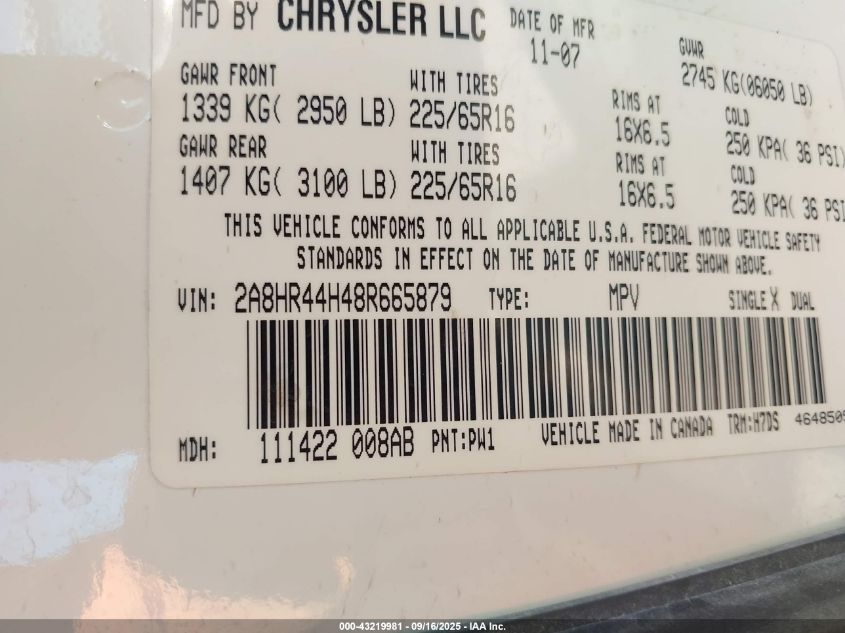 MFD BY CHRYSLER LLC DATE OF MFR GVWR
11-07 2745 KG(06050 LB)
GAWR FRONT WITH TIRES RIMS AT COLD
1339 KG( 2950 LB) 225/65R16 16X6.5 250 KPA( 36 PSI)
GAWR REAR WITH TIRES RIMS AT COLD
1407 KG( 3100 LB) 225/65R16 16X6.5 250 KPA( 36 PSI
THIS VEHICLE CONFORMS TO ALL APPLICABLE U.S.A. FEDERAL MOTOR VEHICLE SAFETY
STANDARDS IN EFFECT ON THE DATE OF MANUFACTURE SHOWN ABOVE.
VIN: 2A8HR44H48R665879 TYPE: MPV SINGLE X DUAL
MDH: 111422 008AB PNT:PW1 VEHICLE MADE IN CANADA TRM:H7DS 4648509
000-43219981 - 09/16/2025 - IAA Inc.